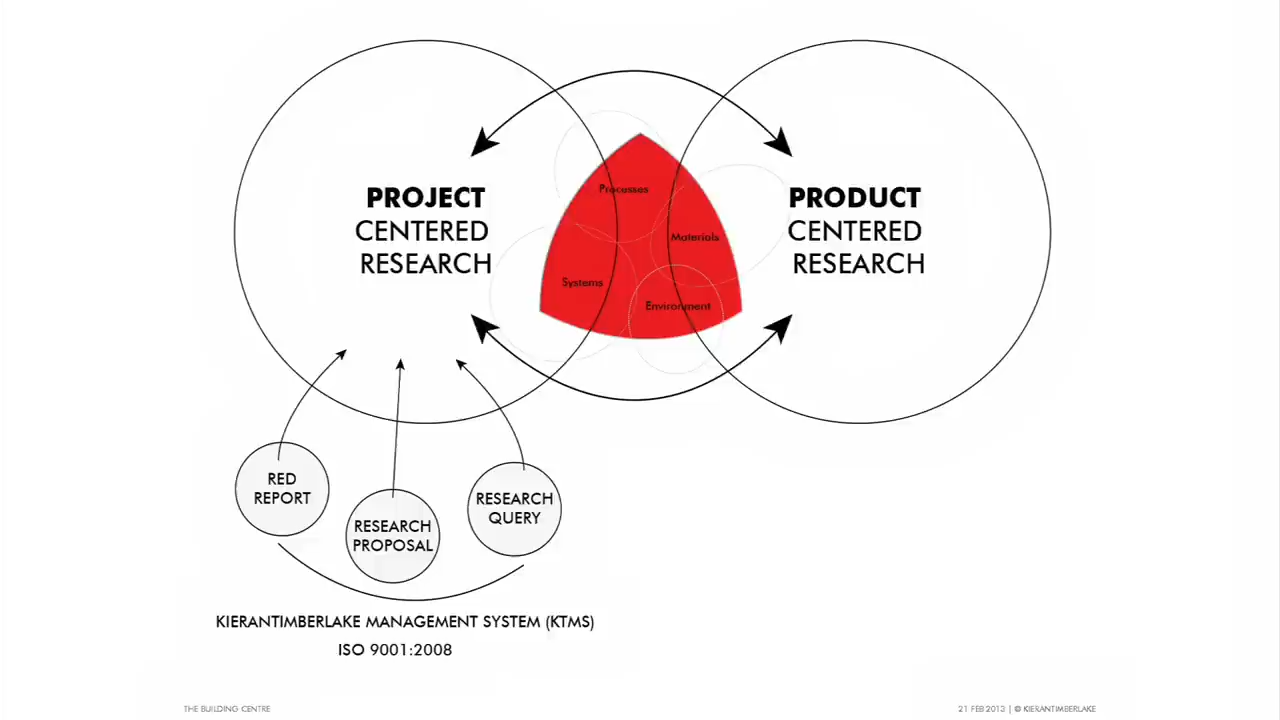 PROJECT
CENTERED
RESEARCH
Processes
Materials
Systems
Environment
PRODUCT
CENTERED
RESEARCH
RED
REPORT
RESEARCH
PROPOSAL
RESEARCH
QUERY
KIERANTIMBERLAKE MANAGEMENT SYSTEM (KTMS)
ISO 9001:2008
THE BUILDING CENTRE
21 FEB 2013 | © KIERANTIMBERLAKE